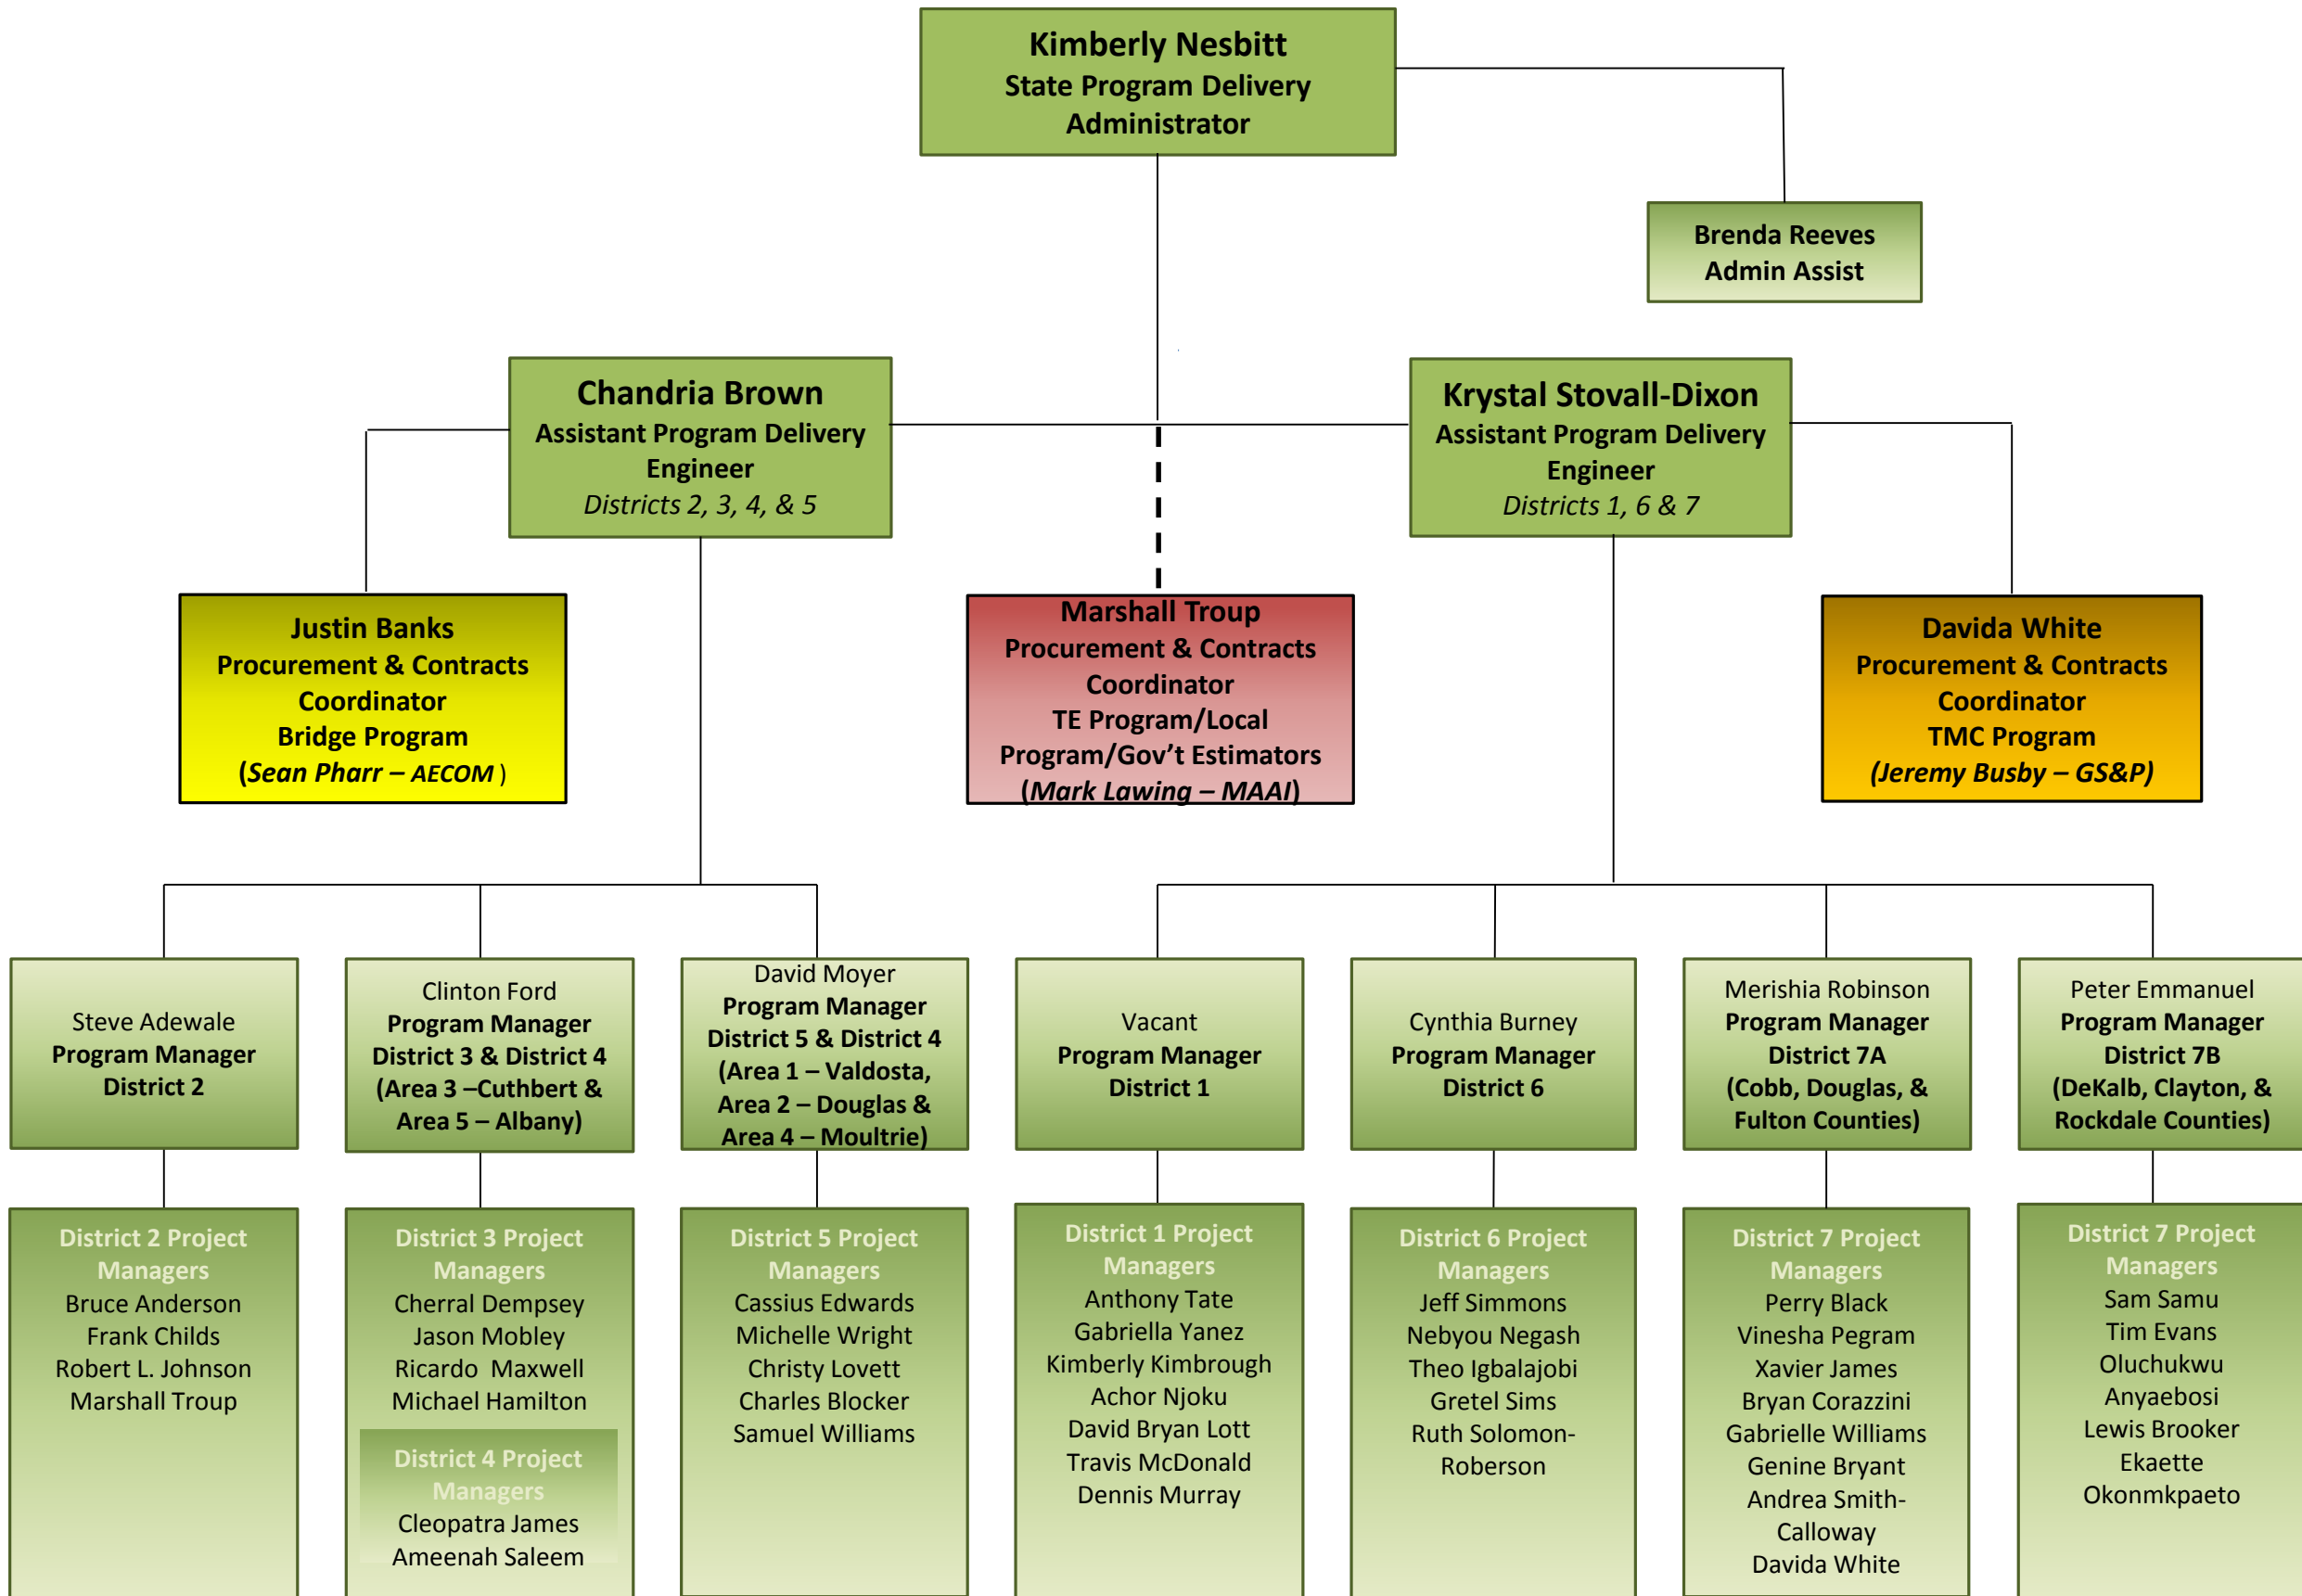 Kimberly Nesbitt
State Program Delivery
Administrator
Brenda Reeves
Admin Assist
Chandria Brown
Assistant Program Delivery
Engineer
Districts 2, 3, 4, & 5
Krystal Stovall-Dixon
Assistant Program Delivery
Engineer
Districts 1, 6 & 7
Justin Banks
Procurement & Contracts
Coordinator
Bridge Program
(Sean Pharr – AECOM )
Marshall Troup
Procurement & Contracts
Coordinator
TE Program/Local
Program/Gov’t Estimators
(Mark Lawing – MAAI)
Davida White
Procurement & Contracts
Coordinator
TMC Program
(Jeremy Busby – GS&P)
Steve Adewale
Program Manager
District 2
Clinton Ford
Program Manager
District 3 & District 4
(Area 3 –Cuthbert &
Area 5 – Albany)
David Moyer
Program Manager
District 5 & District 4
(Area 1 – Valdosta,
Area 2 – Douglas &
Area 4 – Moultrie)
Vacant
Program Manager
District 1
Cynthia Burney
Program Manager
District 6
Merishia Robinson
Program Manager
District 7A
(Cobb, Douglas, &
Fulton Counties)
Peter Emmanuel
Program Manager
District 7B
(DeKalb, Clayton, &
Rockdale Counties)
District 2 Project
Managers
Bruce Anderson
Frank Childs
Robert L. Johnson
Marshall Troup
District 3 Project
Managers
Cherral Dempsey
Jason Mobley
Ricardo  Maxwell
Michael Hamilton
District 4 Project
Managers
Cleopatra James
Ameenah Saleem
District 5 Project
Managers
Cassius Edwards
Michelle Wright
Christy Lovett
Charles Blocker
Samuel Williams
District 1 Project
Managers
Anthony Tate
Gabriella Yanez
Kimberly Kimbrough
Achor Njoku
David Bryan Lott
Travis McDonald
Dennis Murray
District 6 Project
Managers
Jeff Simmons
Nebyou Negash
Theo Igbalajobi
Gretel Sims
Ruth Solomon-
Roberson
District 7 Project
Managers
Perry Black
Vinesha Pegram
Xavier James
Bryan Corazzini
Gabrielle Williams
Genine Bryant
Andrea Smith-
Calloway
Davida White
District 7 Project
Managers
Sam Samu
Tim Evans
Oluchukwu
Anyaebosi
Lewis Brooker
Ekaette
Okonmkpaeto